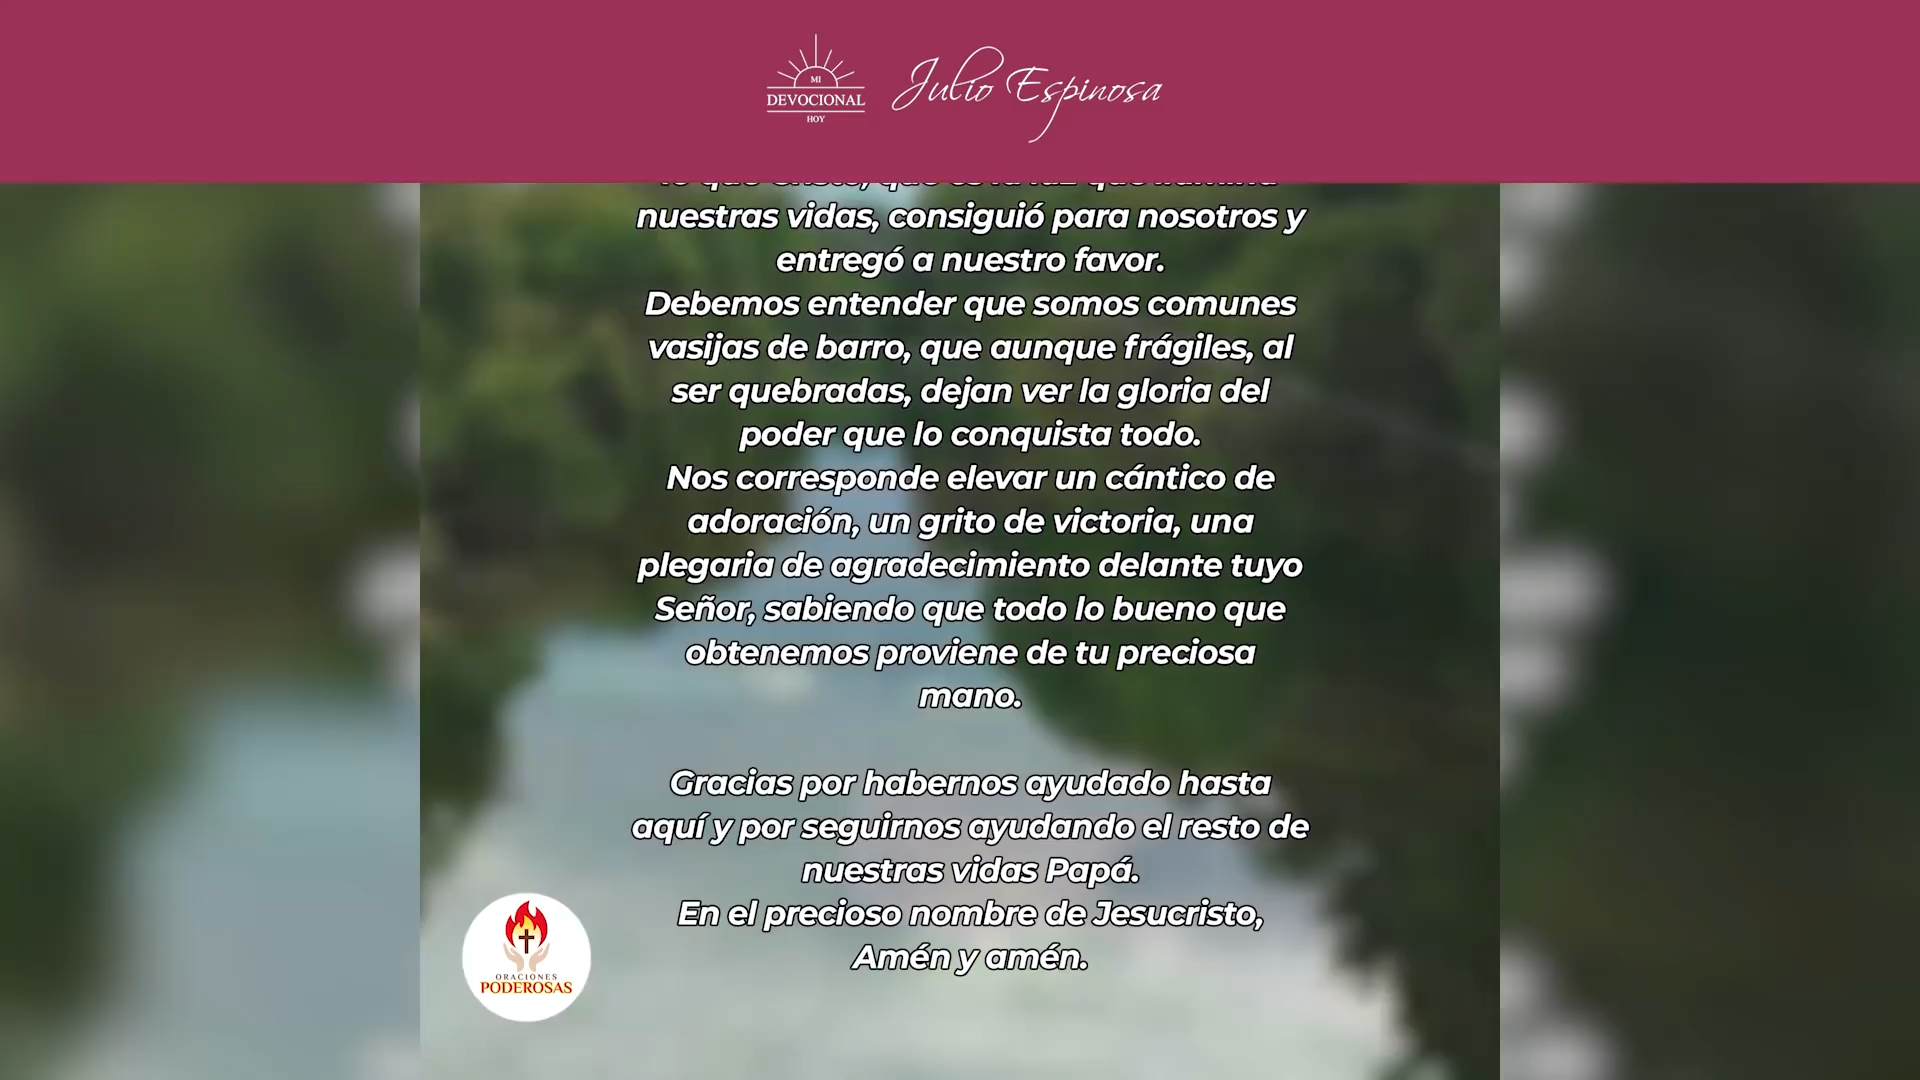 MI
DEVOCIONAL
HOY
Julio Espinosa
nuestras vidas, consiguió para nosotros y
entregó a nuestro favor.
Debemos entender que somos comunes
vasijas de barro, que aunque frágiles, al
ser quebradas, dejan ver la gloria del
poder que lo conquista todo.
Nos corresponde elevar un cántico de
adoración, un grito de victoria, una
plegaria de agradecimiento delante tuyo
Señor, sabiendo que todo lo bueno que
obtenemos proviene de tu preciosa
mano.
Gracias por habernos ayudado hasta
aquí y por seguirnos ayudando el resto de
nuestras vidas Papá.
En el precioso nombre de Jesucristo,
Amén y amén.
ORACIONES
PODEROSAS